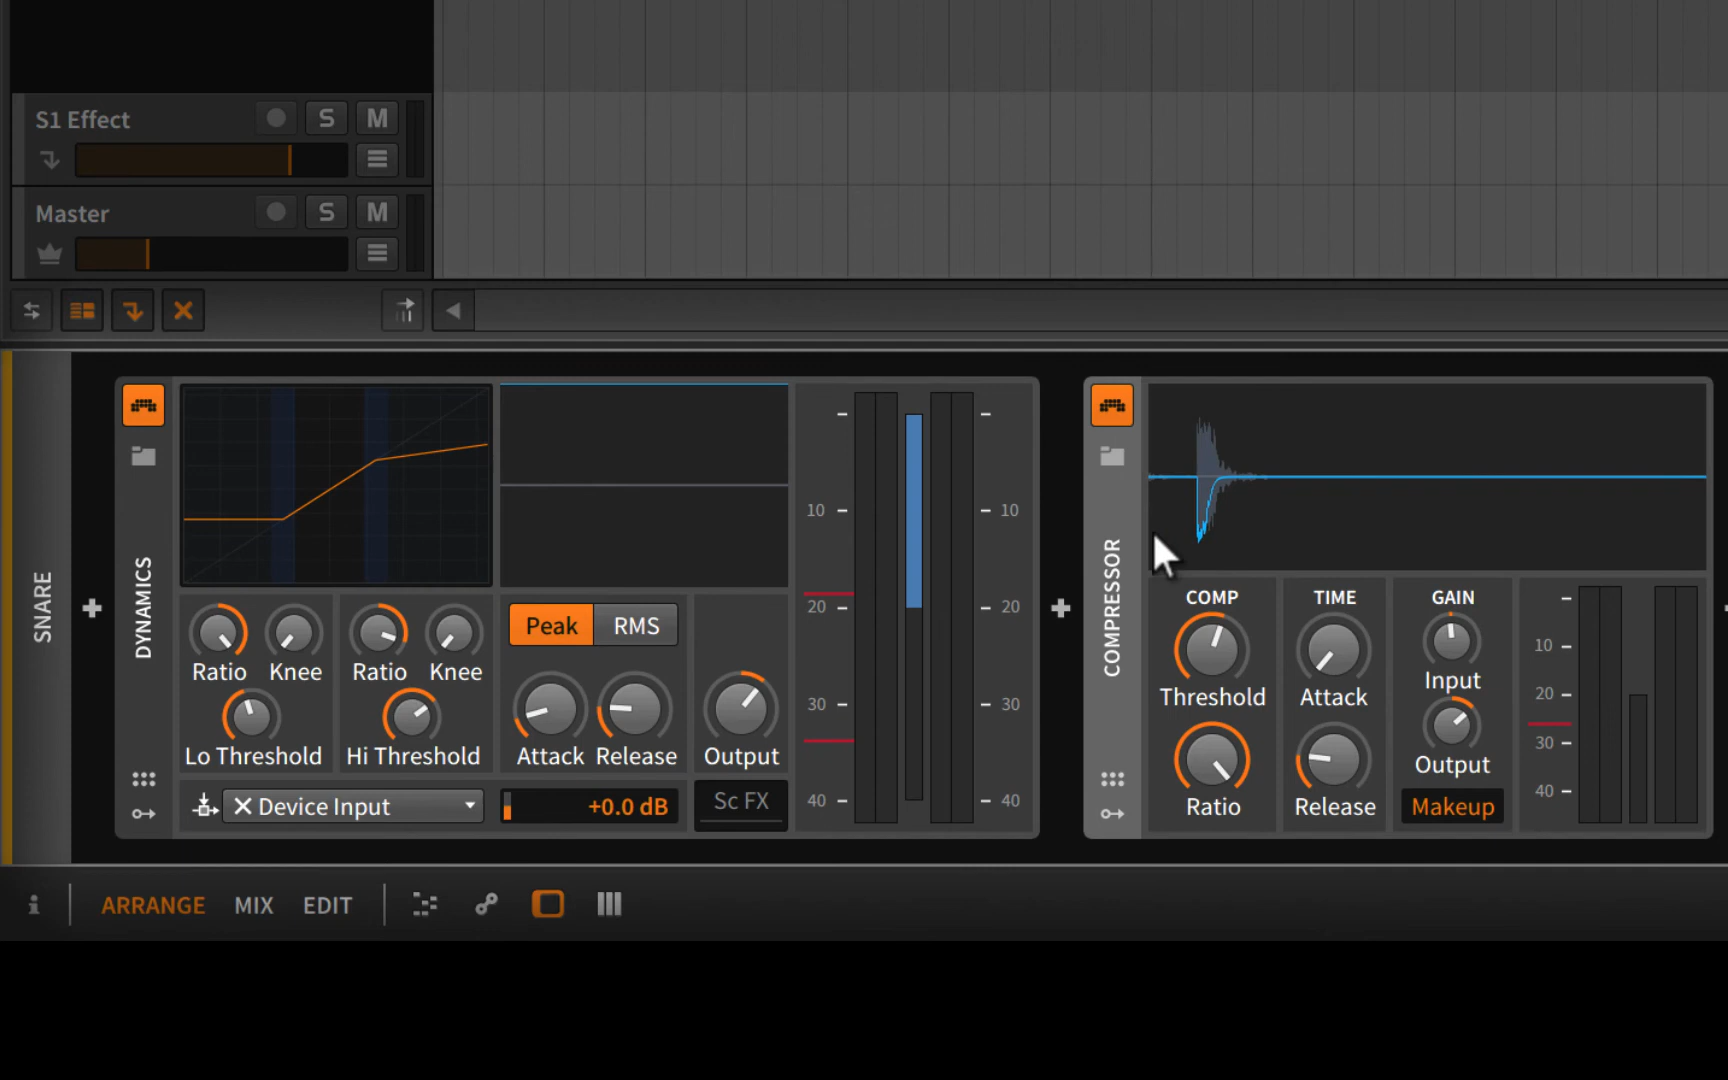 S1 Effect
S M
Master
S M
SNARE
DYNAMICS
Ratio Knee
Lo Threshold
Ratio Knee
Hi Threshold
Peak RMS
Attack Release
Output
Device Input
+0.0 dB
Sc FX
10 10
20 20
30 30
40 40
COMPRESSOR
COMP
Threshold
Ratio
TIME
Attack
Release
GAIN
Input
Output
Makeup
10
20
30
40
i ARRANGE MIX EDIT